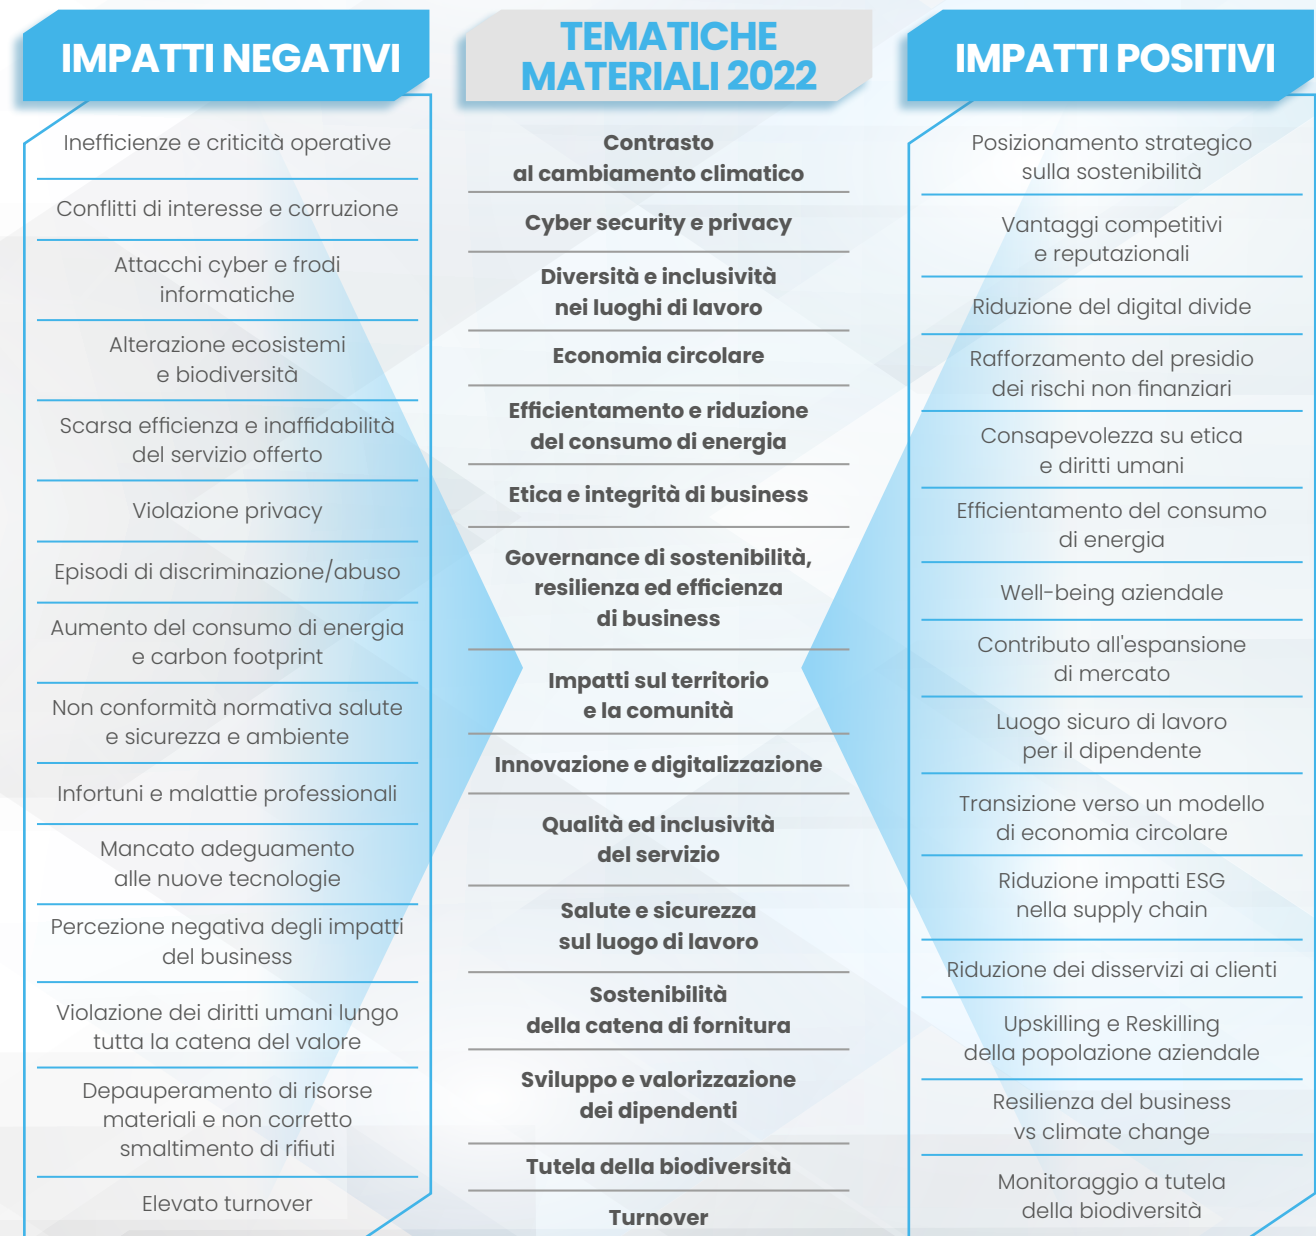 IMPATTI NEGATIVI
Inefficienze e criticità operative
Conflitti di interesse e corruzione
Attacchi cyber e frodi
informatiche
Alterazione ecosistemi
e biodiversità
Scarsa efficienza e inaffidabilità
del servizio offerto
Violazione privacy
Episodi di discriminazione/abuso
Aumento del consumo di energia
e carbon footprint
Non conformità normativa salute
e sicurezza e ambiente
Infortuni e malattie professionali
Mancato adeguamento
alle nuove tecnologie
Percezione negativa degli impatti
del business
Violazione dei diritti umani lungo
tutta la catena del valore
Depauperamento di risorse
materiali e non corretto
smaltimento di rifiuti
Elevato turnover
TEMATICHE
MATERIALI 2022
Contrasto
al cambiamento climatico
Cyber security e privacy
Diversità e inclusività
nei luoghi di lavoro
Economia circolare
Efficientamento e riduzione
del consumo di energia
Etica e integrità di business
Governance di sostenibilità,
resilienza ed efficienza
di business
Impatti sul territorio
e la comunità
Innovazione e digitalizzazione
Qualità ed inclusività
del servizio
Salute e sicurezza
sul luogo di lavoro
Sostenibilità
della catena di fornitura
Sviluppo e valorizzazione
dei dipendenti
Tutela della biodiversità
Turnover
IMPATTI POSITIVI
Posizionamento strategico
sulla sostenibilità
Vantaggi competitivi
e reputazionali
Riduzione del digital divide
Rafforzamento del presidio
dei rischi non finanziari
Consapevolezza su etica
e diritti umani
Efficientamento del consumo
di energia
Well-being aziendale
Contributo all'espansione
di mercato
Luogo sicuro di lavoro
per il dipendente
Transizione verso un modello
di economia circolare
Riduzione impatti ESG
nella supply chain
Riduzione dei disservizi ai clienti
Upskilling e Reskilling
della popolazione aziendale
Resilienza del business
vs climate change
Monitoraggio a tutela
della biodiversità